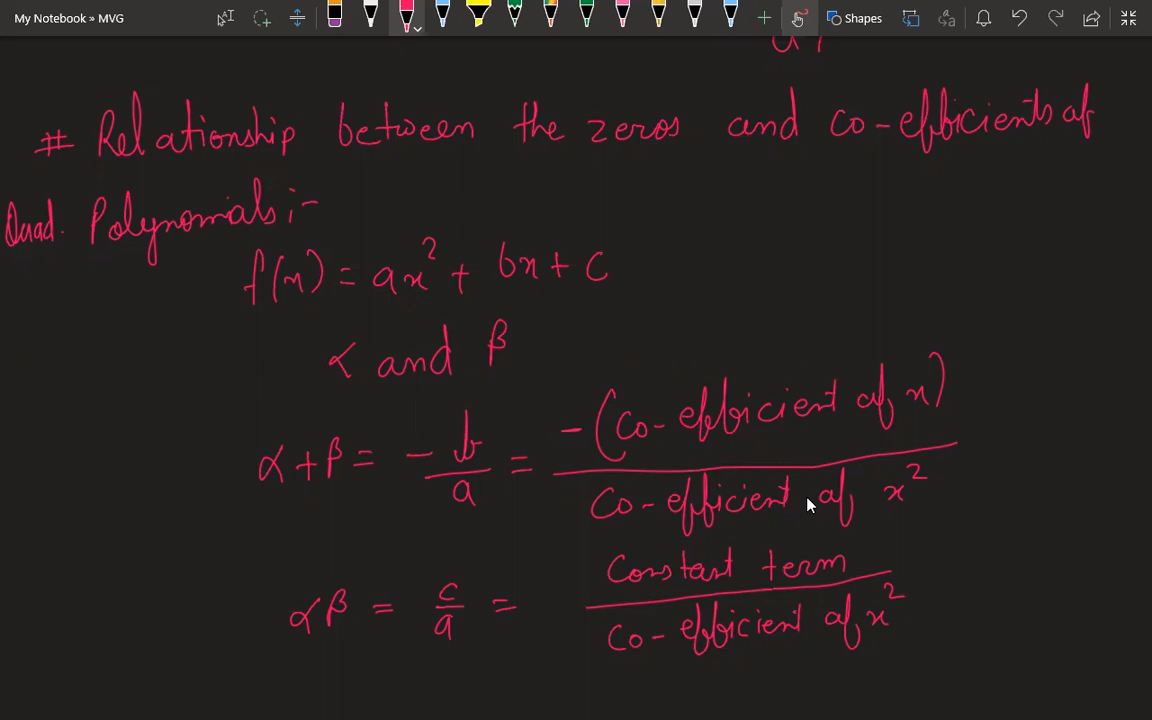 My Notebook » MVG
Shapes
# Relationship between the zeros and Co-efficients of
Quad. Polynomials :-
f(x) = ax² + bx + c
α and β
α + β = - b/a = -(Co-efficient of x) / Co-efficient of x²
αβ = c/a = Constant term / Co-efficient of x²